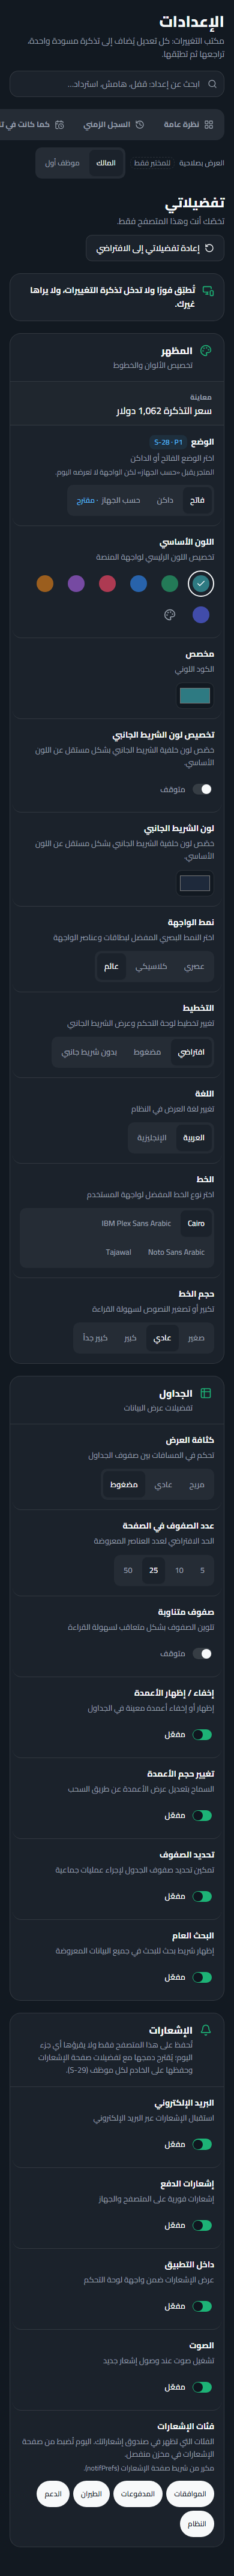 الإعدادات
مكتب التغييرات: كل تعديل يُضاف إلى تذكرة مسودة واحدة،
تراجعها ثم تطبّقها.
ابحث عن إعداد: قفل، هامش، استرداد...
نظرة عامة
السجل الزمني
كما كانت في
العرض بصلاحية
للمختبر فقط
المالك
موظف أول
تفضيلاتي
تخصّك أنت وهذا المتصفح فقط.
إعادة تفضيلاتي إلى الافتراضي
تُطبّق فورًا ولا تدخل تذكرة التغييرات، ولا يراها
غيرك.
المظهر
تخصيص الألوان والخطوط
معاينة
سعر التذكرة 1,062 دولار
الوضع
5-28 · P1
اختر الوضع الفاتح أو الداكن
المتجر يقبل «حسب الجهاز» لكن الواجهة لا تعرضه اليوم.
فاتح
داكن
حسب الجهاز · مقترح
اللون الأساسي
تخصيص اللون الرئيسي لواجهة المنصة
مخصص
الكود اللوني
تخصيص لون الشريط الجانبي
خصّص لون خلفية الشريط الجانبي بشكل مستقل عن اللون
الأساسي.
متوقف
لون الشريط الجانبي
خصّص لون خلفية الشريط الجانبي بشكل مستقل عن اللون
الأساسي.
نمط الواجهة
اختر النمط البصري المفضل لبطاقات وعناصر الواجهة
عصري
كلاسيكي
عالم
التخطيط
تغيير تخطيط لوحة التحكم وعرض الشريط الجانبي
افتراضي
مضغوط
بدون شريط جانبي
اللغة
تغيير لغة العرض في النظام
العربية
الإنجليزية
الخط
اختر نوع الخط المفضل لواجهة المستخدم
Cairo
IBM Plex Sans Arabic
Noto Sans Arabic
Tajawal
حجم الخط
تكبير أو تصغير النصوص لسهولة القراءة
صغير
عادي
كبير
كبير جداً
الجداول
تفضيلات عرض البيانات
كثافة العرض
تحكم في المسافات بين صفوف الجداول
مريح
عادي
مضغوط
عدد الصفوف في الصفحة
الحد الافتراضي لعدد العناصر المعروضة
5
10
25
50
صفوف متناوبة
تلوين الصفوف بشكل متعاقب لسهولة القراءة
متوقف
إخفاء / إظهار الأعمدة
إظهار أو إخفاء أعمدة معينة في الجداول
مفعّل
تغيير حجم الأعمدة
السماح بتعديل عرض الأعمدة عن طريق السحب
مفعّل
تحديد الصفوف
تمكين تحديد صفوف الجدول لإجراء عمليات جماعية
مفعّل
البحث العام
إظهار شريط بحث للبحث في جميع البيانات المعروضة
مفعّل
الإشعارات
تُحفظ على هذا المتصفح فقط ولا يقرؤها أي جزء
اليوم؛ يُقترح دمجها مع تفضيلات صفحة الإشعارات
وحفظها على الخادم لكل موظف (5-29).
البريد الإلكتروني
استقبال الإشعارات عبر البريد الإلكتروني
مفعّل
إشعارات الدفع
إشعارات فورية على المتصفح والجهاز
مفعّل
داخل التطبيق
عرض الإشعارات ضمن واجهة لوحة التحكم
مفعّل
الصوت
تشغيل صوت عند وصول إشعار جديد
مفعّل
فئات الإشعارات
الفئات التي تظهر في صندوق إشعاراتك. اليوم تُضبط من صفحة
الإشعارات في مخزن منفصل.
مكرر من شريط صفحة الإشعارات (notifPrefs).
الموافقات
المدفوعات
الطيران
الدعم
النظام